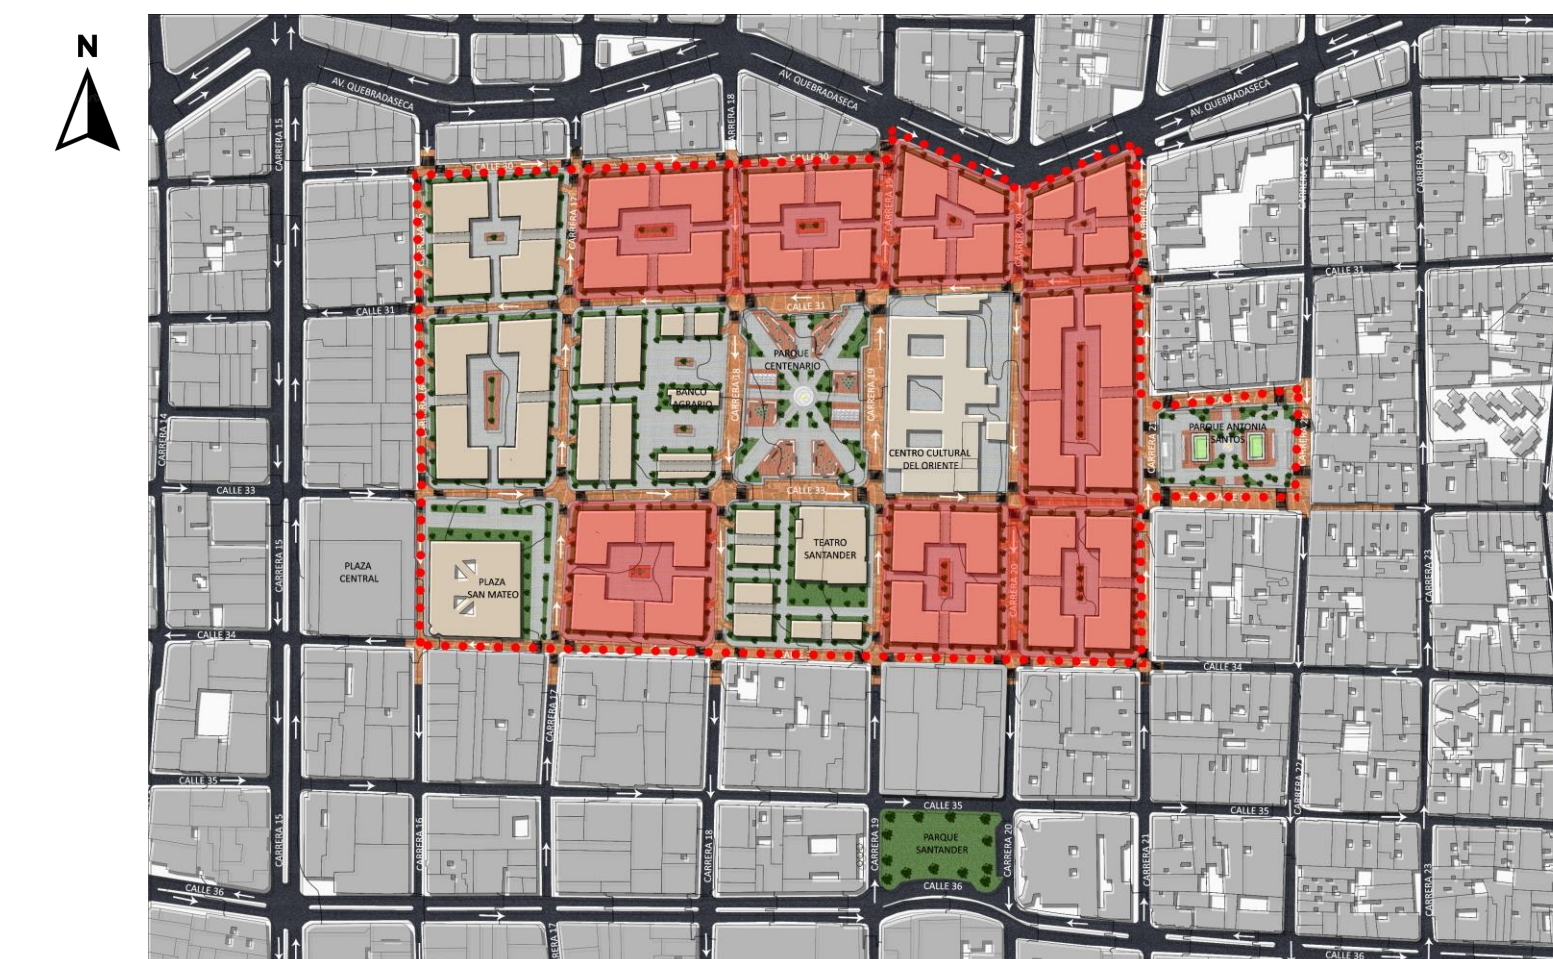 N
AV. QUEBRADASECA
AV. QUEBRADASECA
AV. QUEBRADASECA
CARRERA 15
CARRERA 18
CARRERA 22
CARRERA 23
CALLE 30
CARRERA 17
CARRERA 19
CARRERA 20
CARRERA 21
CALLE 31
CALLE 31
CALLE 31
PARQUE
CENTENARIO
BANCO
AGRARIO
CARRERA 18
CARRERA 19
CENTRO CULTURAL
DEL ORIENTE
PARQUE ANTONIA
SANTOS
CARRERA 21
CARRERA 22
CARRERA 14
CALLE 33
CALLE 33
PLAZA
CENTRAL
CARRERA 15
PLAZA
SAN MATEO
TEATRO
SANTANDER
CARRERA 20
CARRERA 23
CALLE 34
CALLE 34
CARRERA 17
CALLE 35
CALLE 35
CALLE 35
CARRERA 22
CARRERA 15
CARRERA 16
CARRERA 18
CARRERA 19
PARQUE
SANTANDER
CARRERA 20
CARRERA 21
CARRERA 23
CALLE 36
CALLE 36
CALLE 36
CARRERA 17